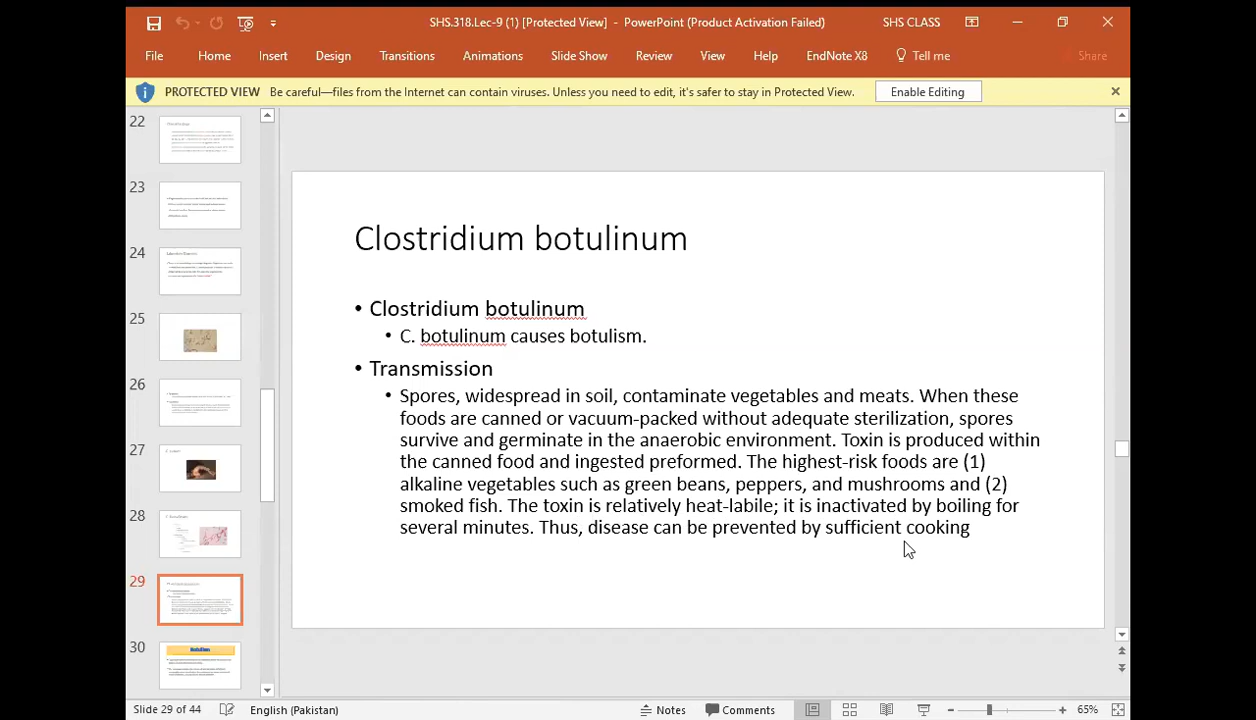 SHS.318.Lec-9 (1) [Protected View] - PowerPoint (Product Activation Failed) SHS CLASS
File Home Insert Design Transitions Animations Slide Show Review View Help EndNote X8 Tell me Share
PROTECTED VIEW Be careful—files from the Internet can contain viruses. Unless you need to edit, it's safer to stay in Protected View. Enable Editing
22
23
24
25
26
27
28
29
30
Botulism
Clostridium botulinum
• Clostridium botulinum
• C. botulinum causes botulism.
• Transmission
• Spores, widespread in soil, contaminate vegetables and meats. When these
foods are canned or vacuum-packed without adequate sterilization, spores
survive and germinate in the anaerobic environment. Toxin is produced within
the canned food and ingested preformed. The highest-risk foods are (1)
alkaline vegetables such as green beans, peppers, and mushrooms and (2)
smoked fish. The toxin is relatively heat-labile; it is inactivated by boiling for
several minutes. Thus, disease can be prevented by sufficient cooking
Slide 29 of 44 English (Pakistan) Notes Comments 65%